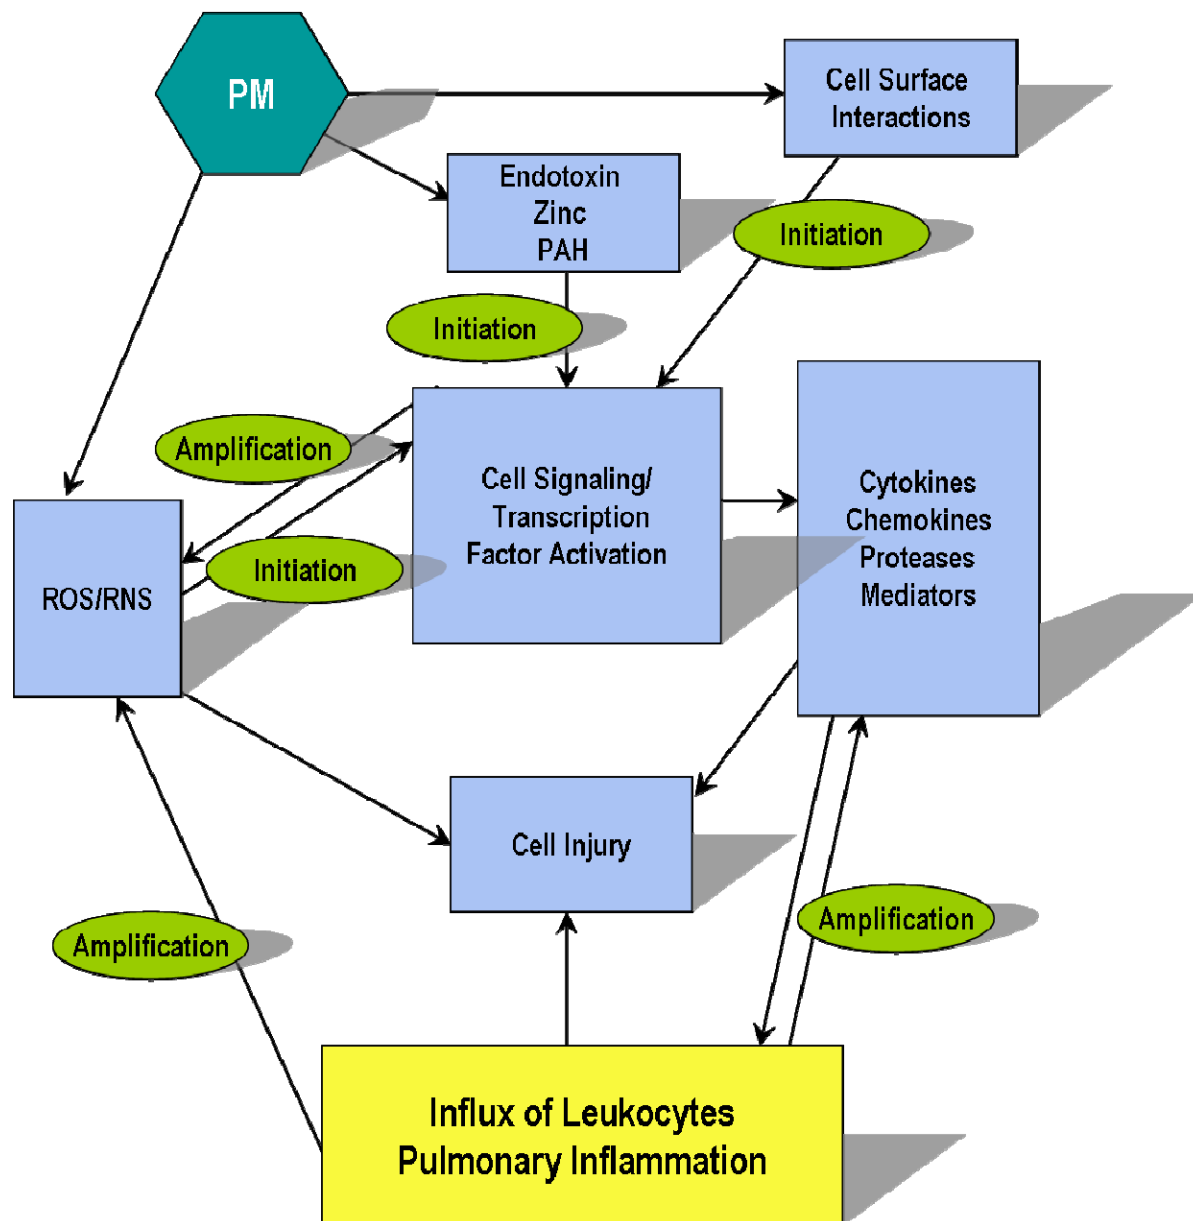 PM
Cell Surface
Interactions
Endotoxin
Zinc
PAH
Initiation
Initiation
Amplification
Cell Signaling/
Transcription
Factor Activation
Cytokines
Chemokines
Proteases
Mediators
Initiation
ROS/RNS
Cell Injury
Amplification
Amplification
Influx of Leukocytes
Pulmonary Inflammation